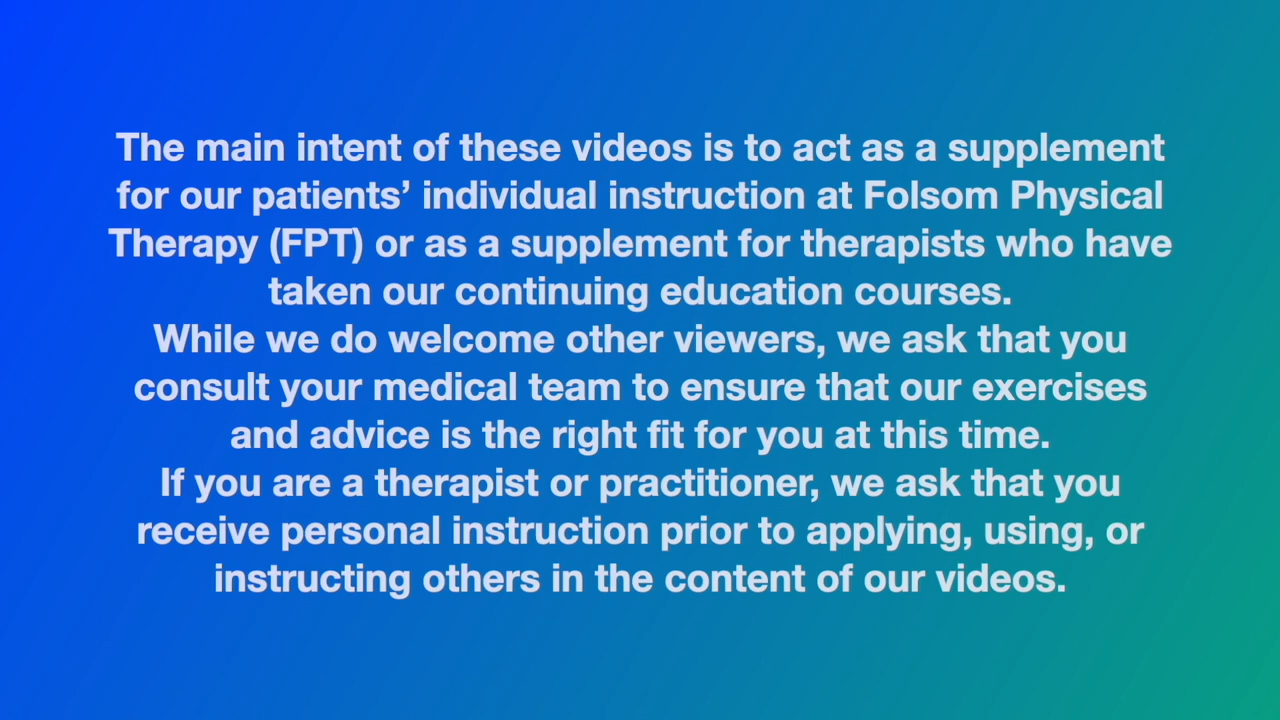 The main intent of these videos is to act as a supplement
for our patients’ individual instruction at Folsom Physical
Therapy (FPT) or as a supplement for therapists who have
taken our continuing education courses.
While we do welcome other viewers, we ask that you
consult your medical team to ensure that our exercises
and advice is the right fit for you at this time.
If you are a therapist or practitioner, we ask that you
receive personal instruction prior to applying, using, or
instructing others in the content of our videos.